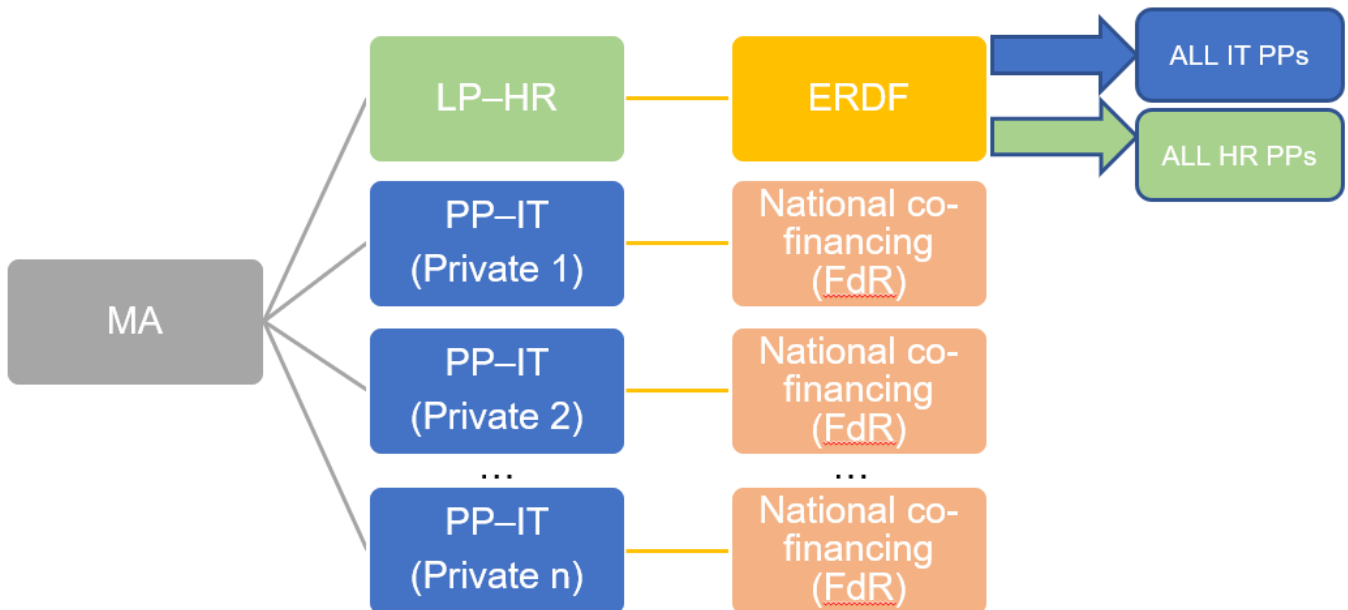 LP–HR
ERDF
ALL IT PPs
ALL HR PPs
PP–IT
(Private 1)
National co-
financing
(FdR)
MA
PP–IT
(Private 2)
National co-
financing
(FdR)
...
...
PP–IT
(Private n)
National co-
financing
(FdR)